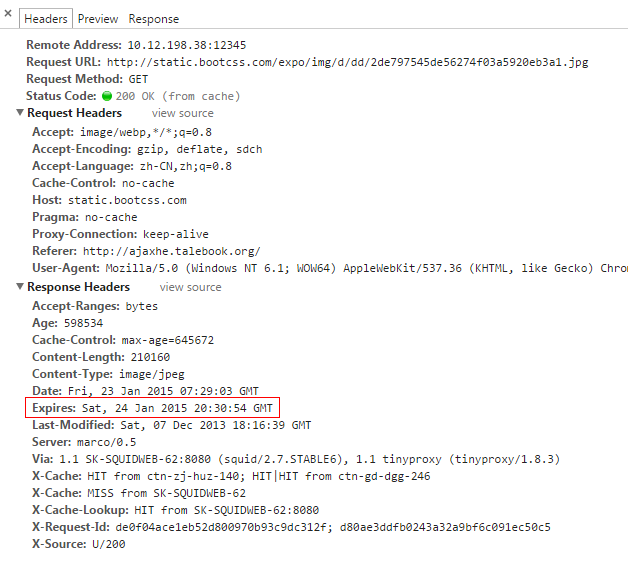 × Headers Preview Response
Remote Address: 10.12.198.38:12345
Request URL: http://static.bootcss.com/expo/img/d/dd/2de797545de56274f03a5920eb3a1.jpg
Request Method: GET
Status Code: 200 OK (from cache)
Request Headers view source
Accept: image/webp,*/*;q=0.8
Accept-Encoding: gzip, deflate, sdch
Accept-Language: zh-CN,zh;q=0.8
Cache-Control: no-cache
Host: static.bootcss.com
Pragma: no-cache
Proxy-Connection: keep-alive
Referer: http://ajaxhe.talebook.org/
User-Agent: Mozilla/5.0 (Windows NT 6.1; WOW64) AppleWebKit/537.36 (KHTML, like Gecko) Chro
Response Headers view source
Accept-Ranges: bytes
Age: 598534
Cache-Control: max-age=645672
Content-Length: 210160
Content-Type: image/jpeg
Date: Fri, 23 Jan 2015 07:29:03 GMT
Expires: Sat, 24 Jan 2015 20:30:54 GMT
Last-Modified: Sat, 07 Dec 2013 18:16:39 GMT
Server: marco/0.5
Via: 1.1 SK-SQUIDWEB-62:8080 (squid/2.7.STABLE6), 1.1 tinyproxy (tinyproxy/1.8.3)
X-Cache: HIT from ctn-zj-huz-140; HIT|HIT from ctn-gd-dgg-246
X-Cache: MISS from SK-SQUIDWEB-62
X-Cache-Lookup: HIT from SK-SQUIDWEB-62:8080
X-Request-Id: de0f04ace1eb52d800970b93c9dc312f; d80ae3ddfb0243a32a9bf6c091ec50c5
X-Source: U/200